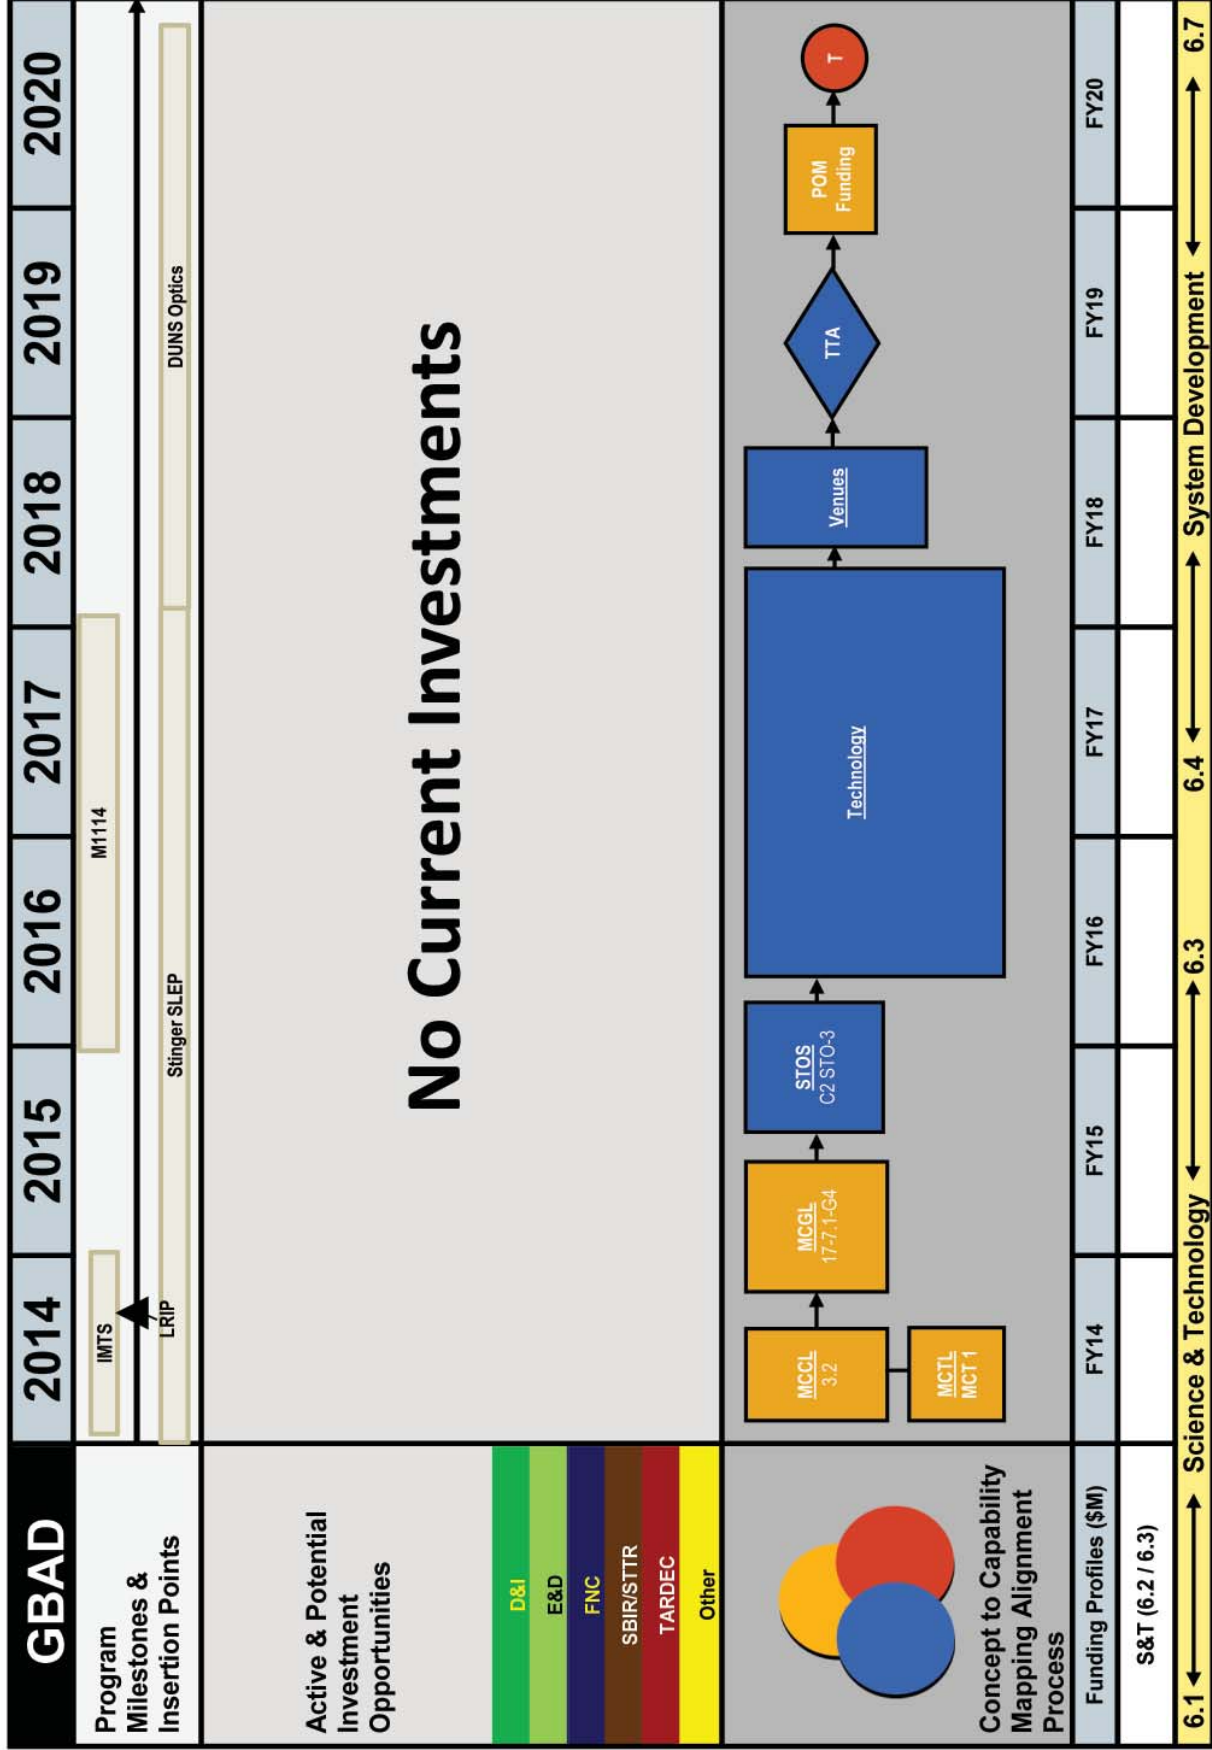 GBAD
2014
2015
2016
2017
2018
2019
2020
Program
Milestones &
Insertion Points
IMTS
M1114
LRIP
Stinger SLEP
DUNS Optics
Active & Potential
Investment
Opportunities
No Current Investments
D&I
E&D
FNC
SBIR/STTR
TARDEC
Other
Concept to Capability
Mapping Alignment
Process
MCCL
3.2
MCTL
MCT 1
MCGL
17-7.1-G4
STOS
C2 STO-3
Technology
Venues
TTA
POM
Funding
T
Funding Profiles ($M)
FY14
FY15
FY16
FY17
FY18
FY19
FY20
S&T (6.2 / 6.3)
6.1
Science & Technology
6.3
6.4
System Development
6.7